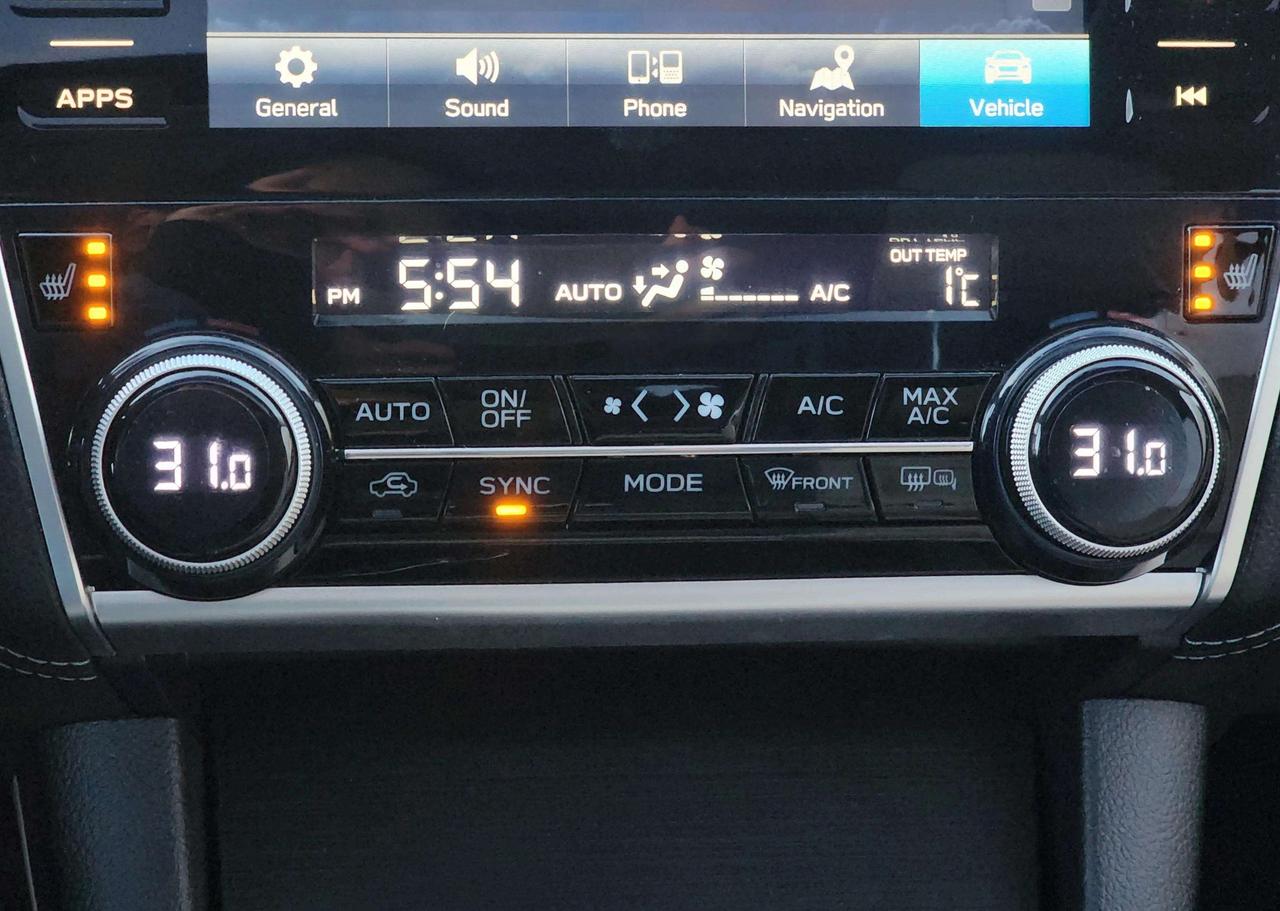 APPS
General
Sound
Phone
Navigation
Vehicle
PM 5:54 AUTO A/C
OUT TEMP
1°C
31.0
AUTO
ON/
OFF
A/C
MAX
A/C
31.0
SYNC
MODE
FRONT